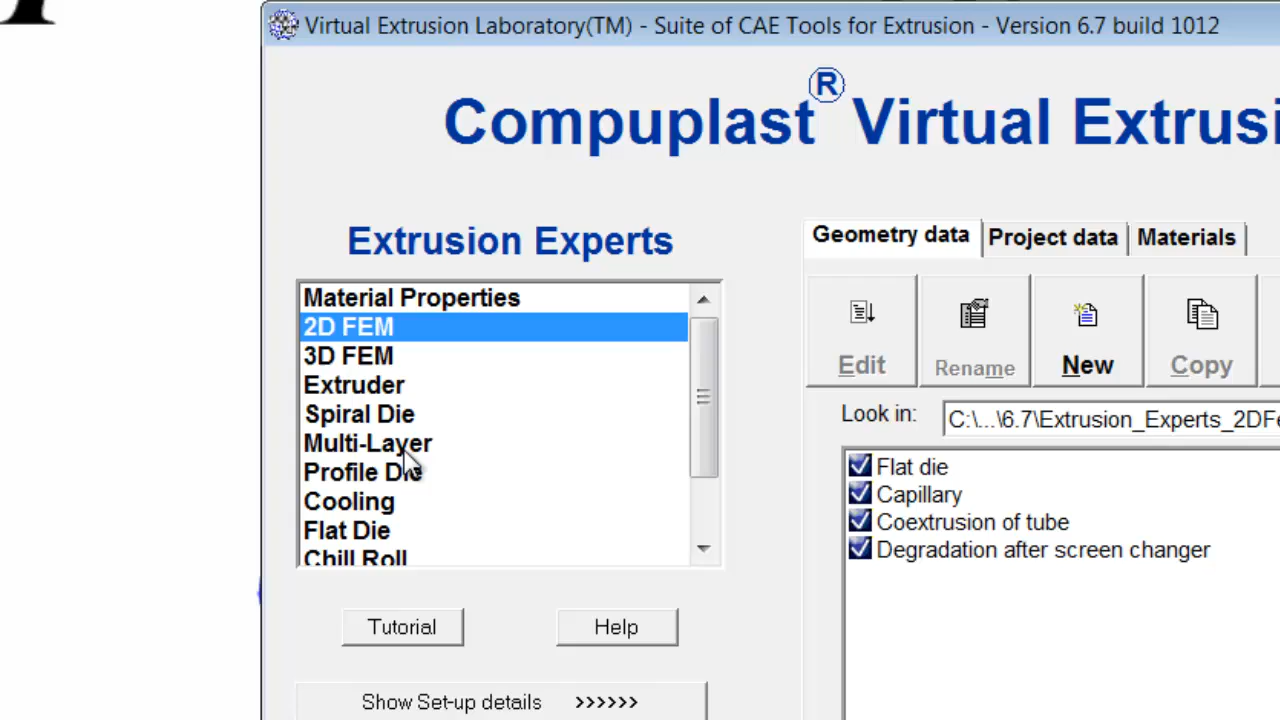 Virtual Extrusion Laboratory(TM) - Suite of CAE Tools for Extrusion - Version 6.7 build 1012
Compuplast® Virtual Extrusi
Extrusion Experts
Material Properties
2D FEM
3D FEM
Extruder
Spiral Die
Multi-Layer
Profile Die
Cooling
Flat Die
Chill Roll
Tutorial
Help
Show Set-up details >>>>>>
Geometry data
Project data
Materials
Edit
Rename
New
Copy
Look in:
C:\...\6.7\Extrusion_Experts_2DFe
Flat die
Capillary
Coextrusion of tube
Degradation after screen changer